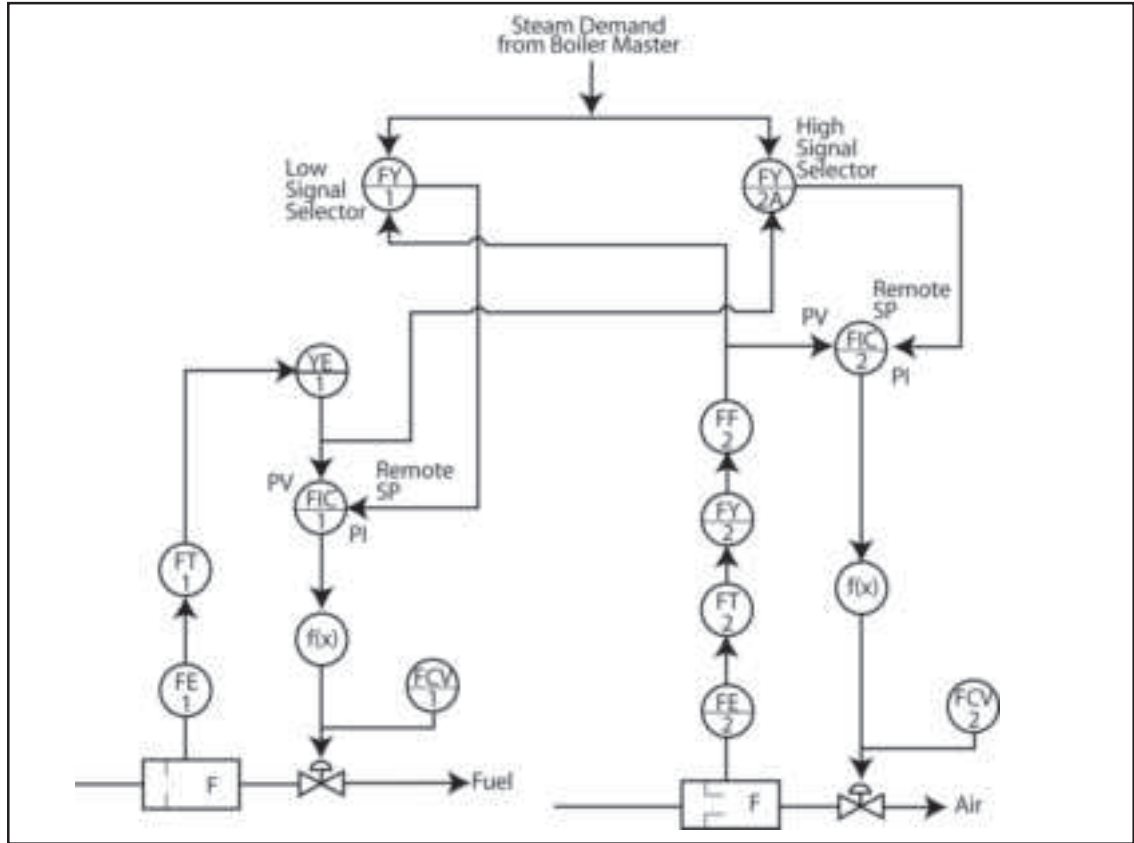 Steam Demand
from Boiler Master
High
Signal
Selector
Low
Signal
Selector
FY
1
FY
2A
Remote
SP
PV
FIC
2
PI
YE
1
FF
2
Remote
SP
PV
FIC
1
PI
FY
2
FT
1
f(x)
FT
2
f(x)
FE
1
FCV
1
FE
2
FCV
2
F
Fuel
F
Air